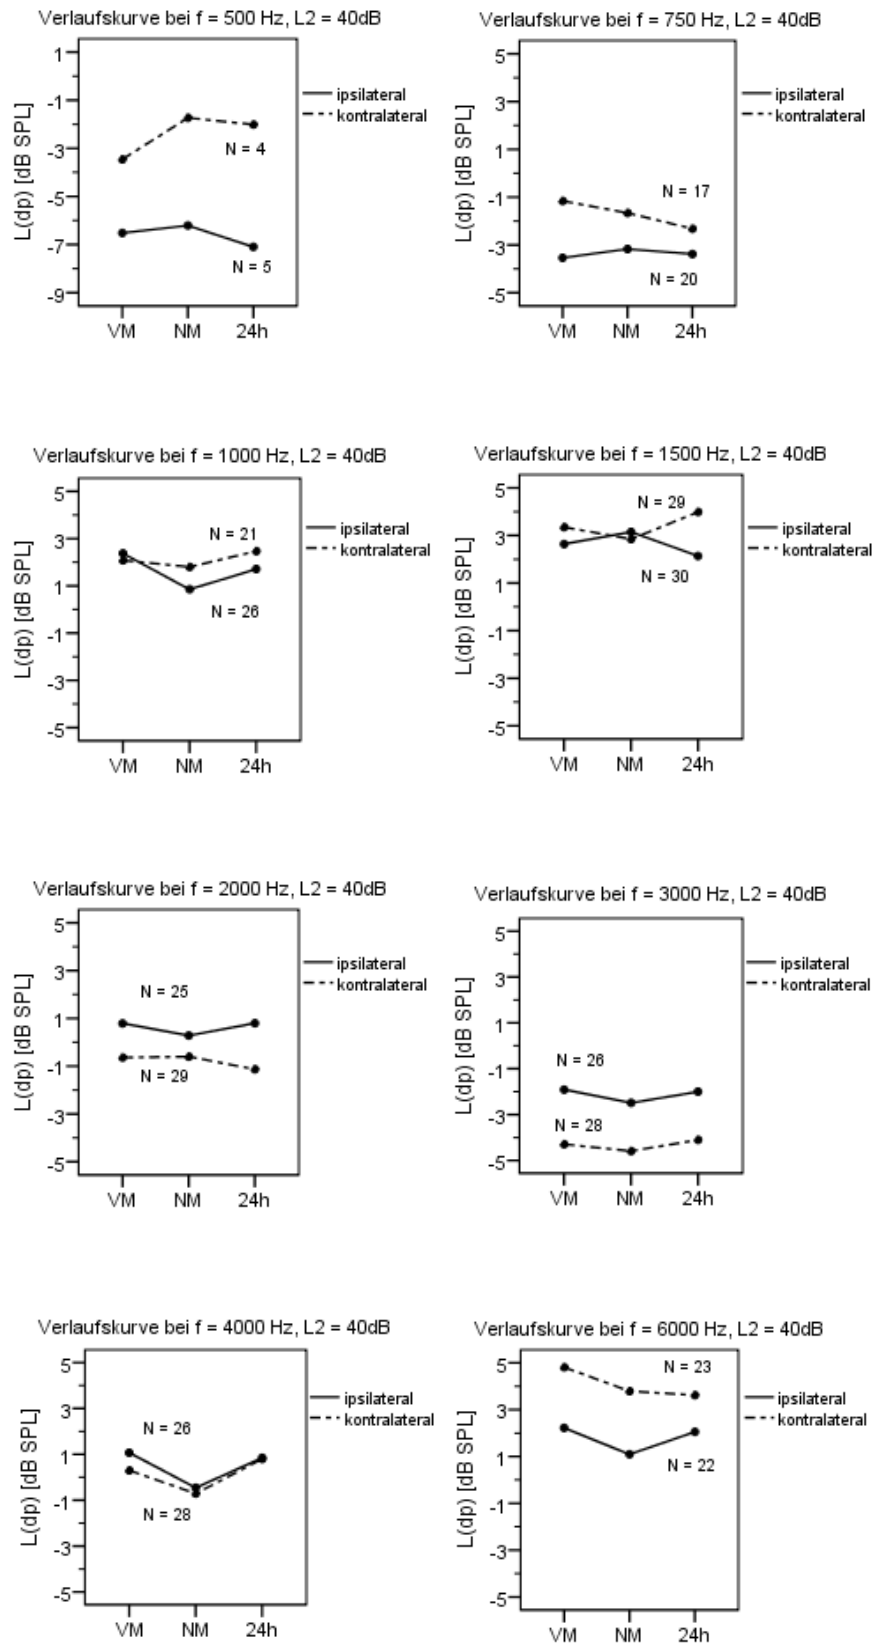 Verlaufskurve bei f = 500 Hz, L2 = 40dB
L(dp) [dB SPL]
1
-1
-3
-5
-7
-9
N = 4
N = 5
VM NM 24h
ipsilateral
kontralateral
Verlaufskurve bei f = 750 Hz, L2 = 40dB
L(dp) [dB SPL]
5
3
1
-1
-3
-5
N = 17
N = 20
VM NM 24h
ipsilateral
kontralateral
Verlaufskurve bei f = 1000 Hz, L2 = 40dB
L(dp) [dB SPL]
5
3
1
-1
-3
-5
N = 21
N = 26
VM NM 24h
ipsilateral
kontralateral
Verlaufskurve bei f = 1500 Hz, L2 = 40dB
L(dp) [dB SPL]
5
3
1
-1
-3
-5
N = 29
N = 30
VM NM 24h
ipsilateral
kontralateral
Verlaufskurve bei f = 2000 Hz, L2 = 40dB
L(dp) [dB SPL]
5
3
1
-1
-3
-5
N = 25
N = 29
VM NM 24h
ipsilateral
kontralateral
Verlaufskurve bei f = 3000 Hz, L2 = 40dB
L(dp) [dB SPL]
5
3
1
-1
-3
-5
N = 26
N = 28
VM NM 24h
ipsilateral
kontralateral
Verlaufskurve bei f = 4000 Hz, L2 = 40dB
L(dp) [dB SPL]
5
3
1
-1
-3
-5
N = 26
N = 28
VM NM 24h
ipsilateral
kontralateral
Verlaufskurve bei f = 6000 Hz, L2 = 40dB
L(dp) [dB SPL]
5
3
1
-1
-3
-5
N = 23
N = 22
VM NM 24h
ipsilateral
kontralateral